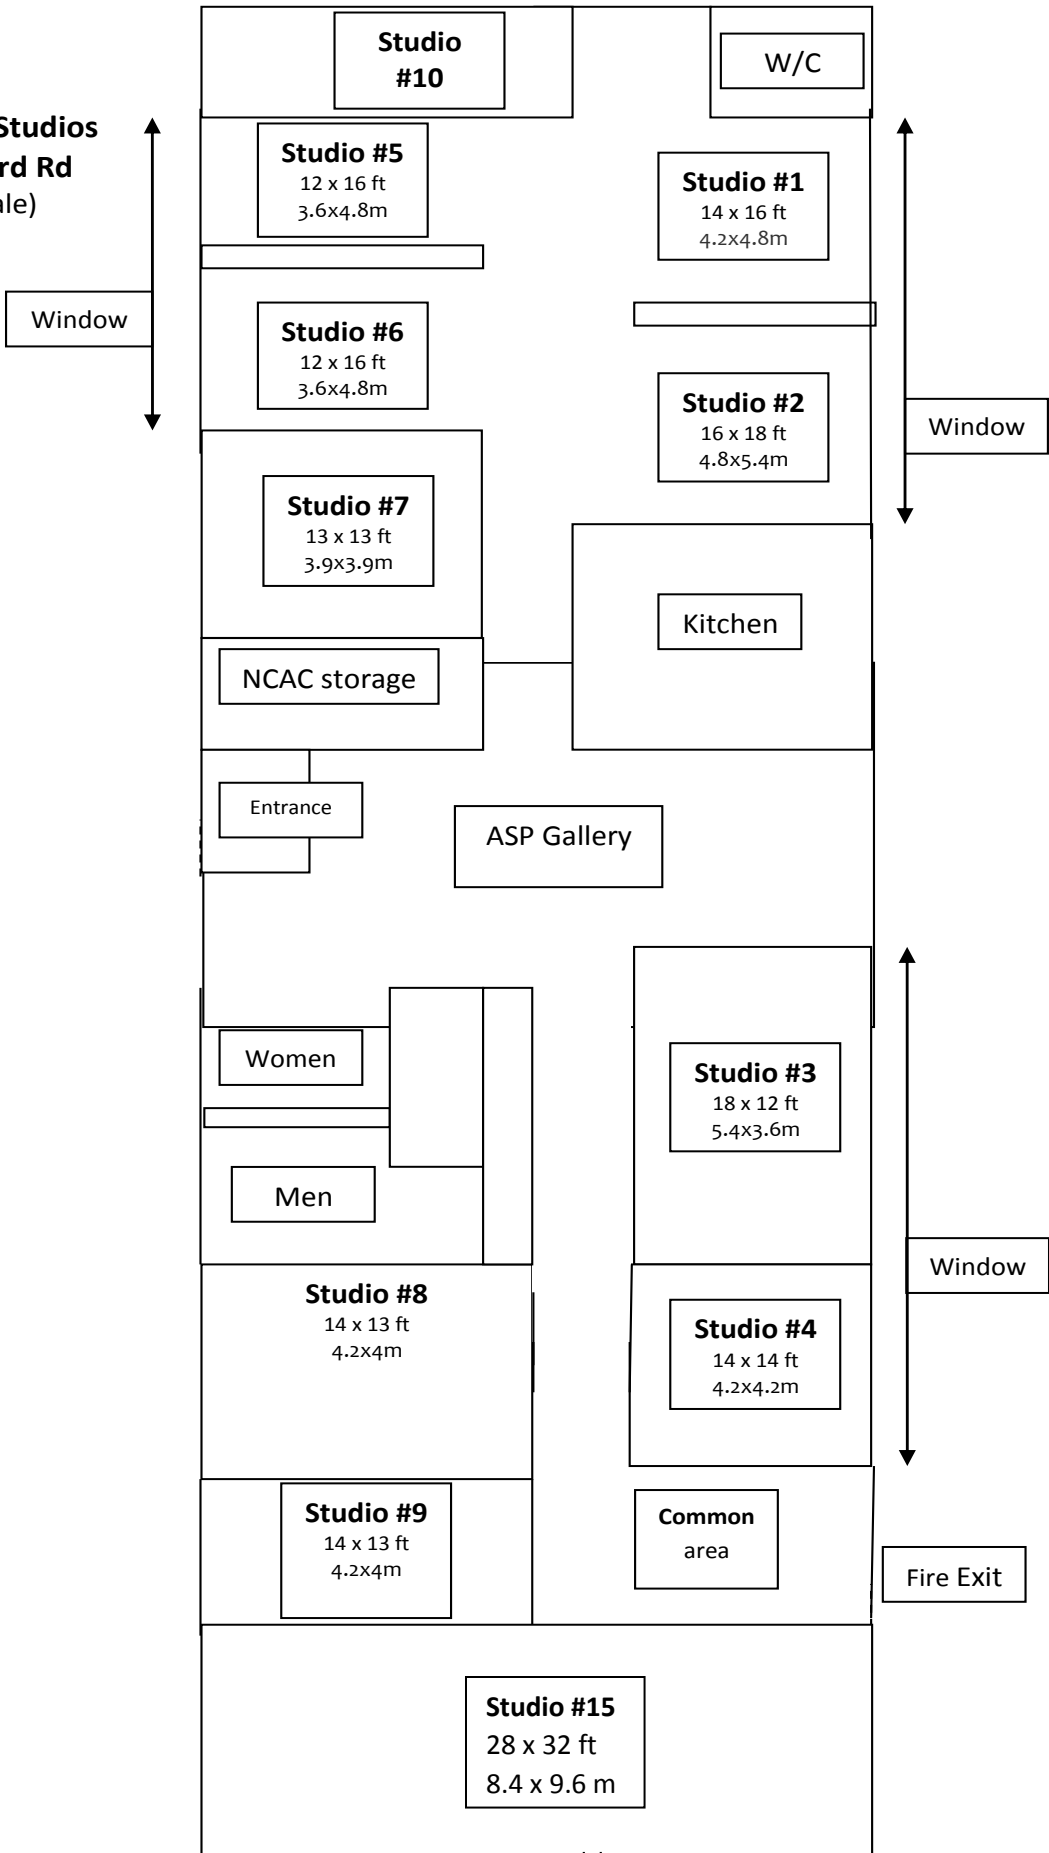 Studio
#10
W/C
Studios
rd Rd
ale)
Studio #5
12 x 16 ft
3.6x4.8m
Studio #1
14 x 16 ft
4.2x4.8m
Window
Studio #6
12 x 16 ft
3.6x4.8m
Studio #2
16 x 18 ft
4.8x5.4m
Window
Studio #7
13 x 13 ft
3.9x3.9m
Kitchen
NCAC storage
Entrance
ASP Gallery
Women
Studio #3
18 x 12 ft
5.4x3.6m
Men
Window
Studio #8
14 x 13 ft
4.2x4m
Studio #4
14 x 14 ft
4.2x4.2m
Studio #9
14 x 13 ft
4.2x4m
Common
area
Fire Exit
Studio #15
28 x 32 ft
8.4 x 9.6 m